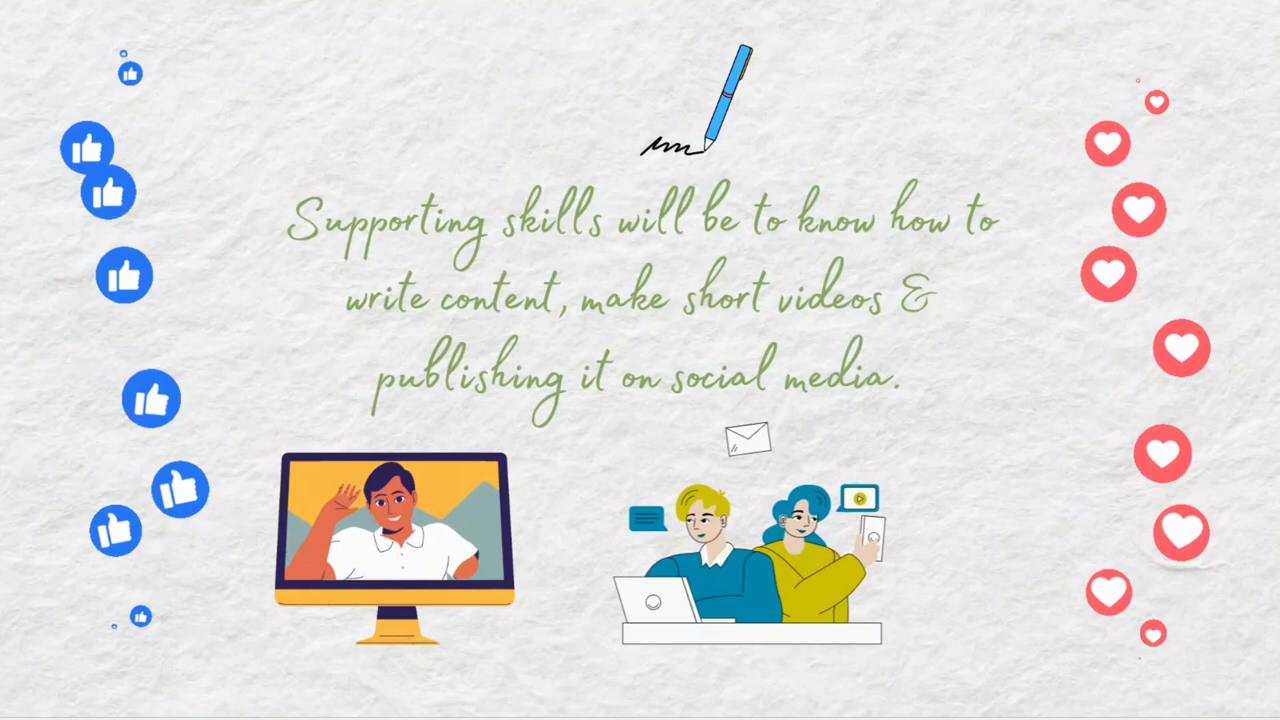 Supporting skills will be to know how to
write content, make short videos &
publishing it on social media.